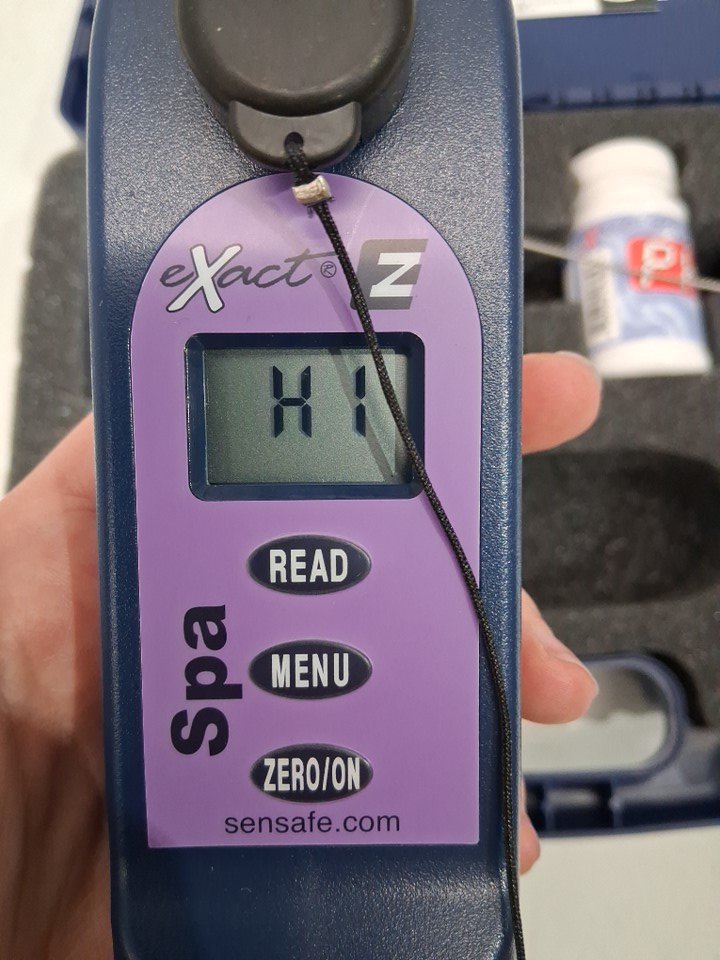 eXact® Z
HI
READ
MENU
Spa
ZERO/ON
sensafe.com